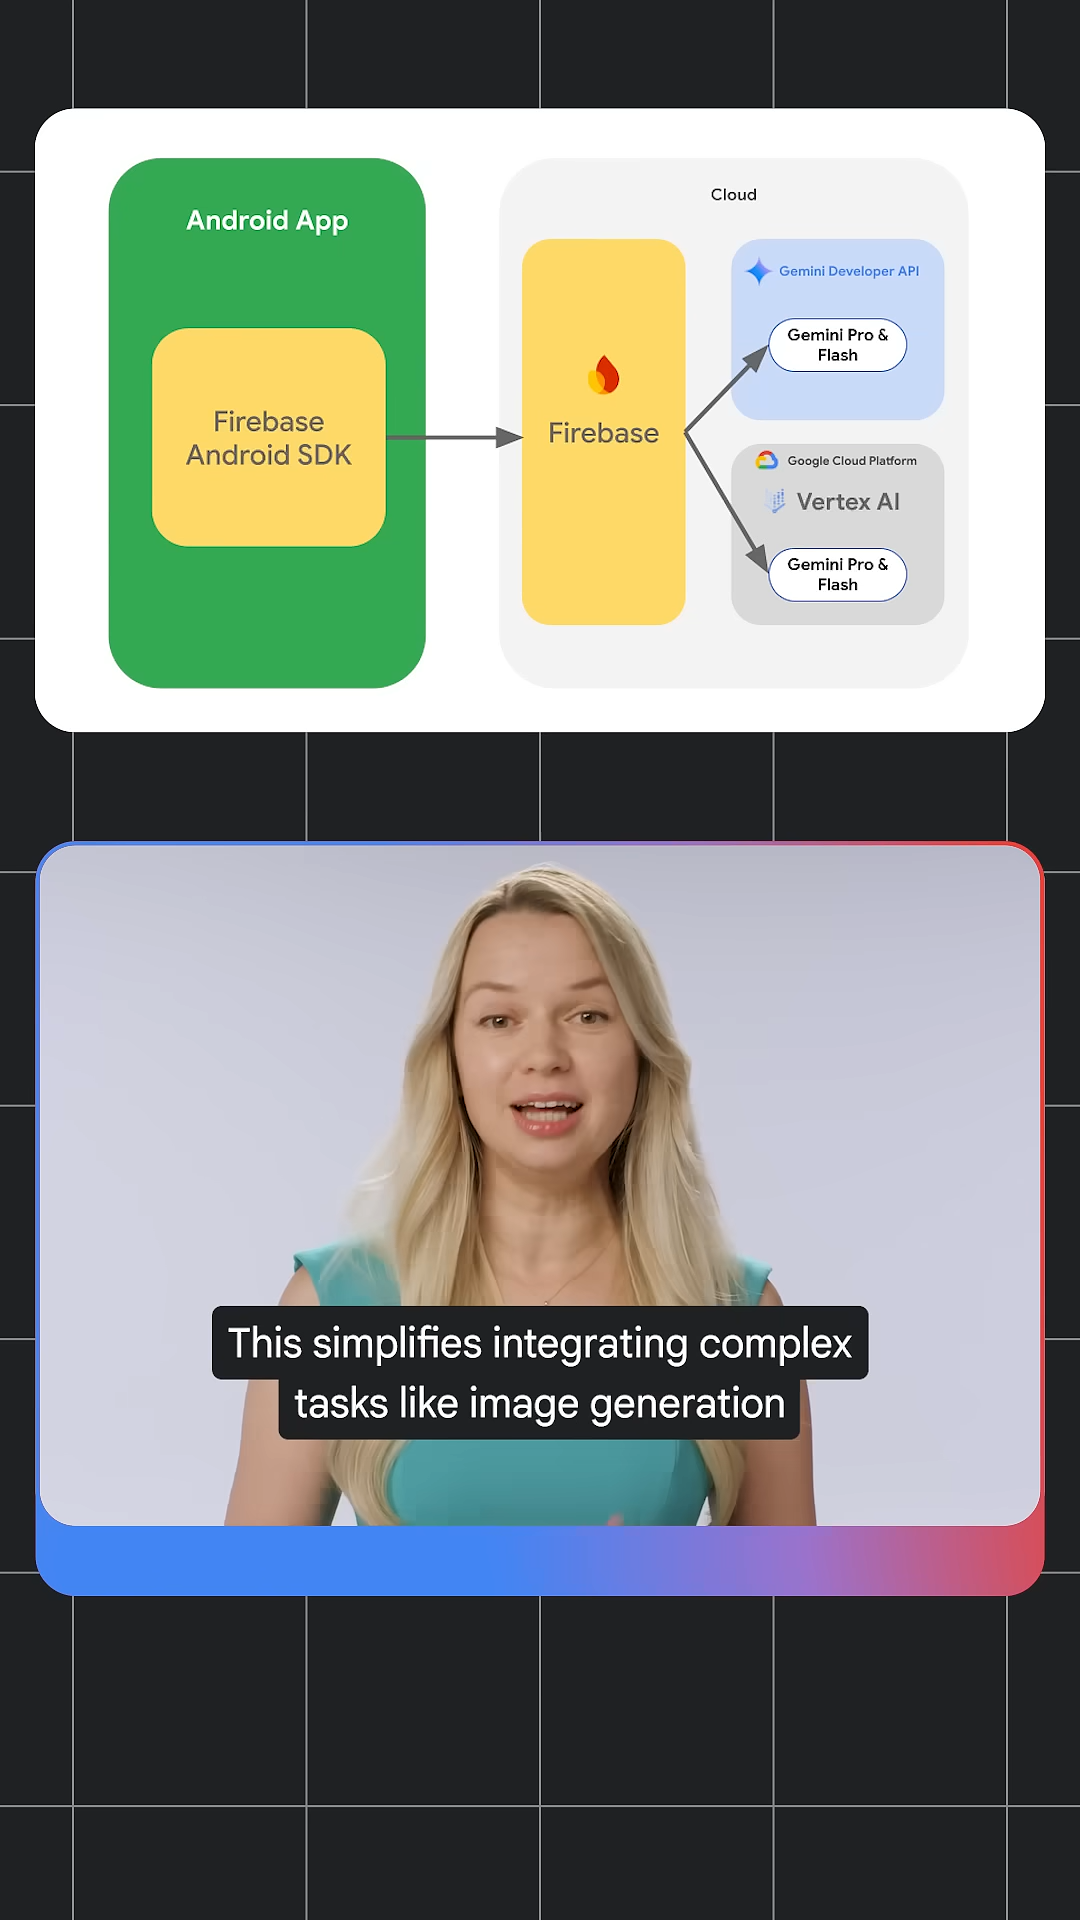 Android App
Firebase
Android SDK
Cloud
Firebase
Gemini Developer API
Gemini Pro &
Flash
Google Cloud Platform
Vertex AI
Gemini Pro &
Flash
This simplifies integrating complex
tasks like image generation